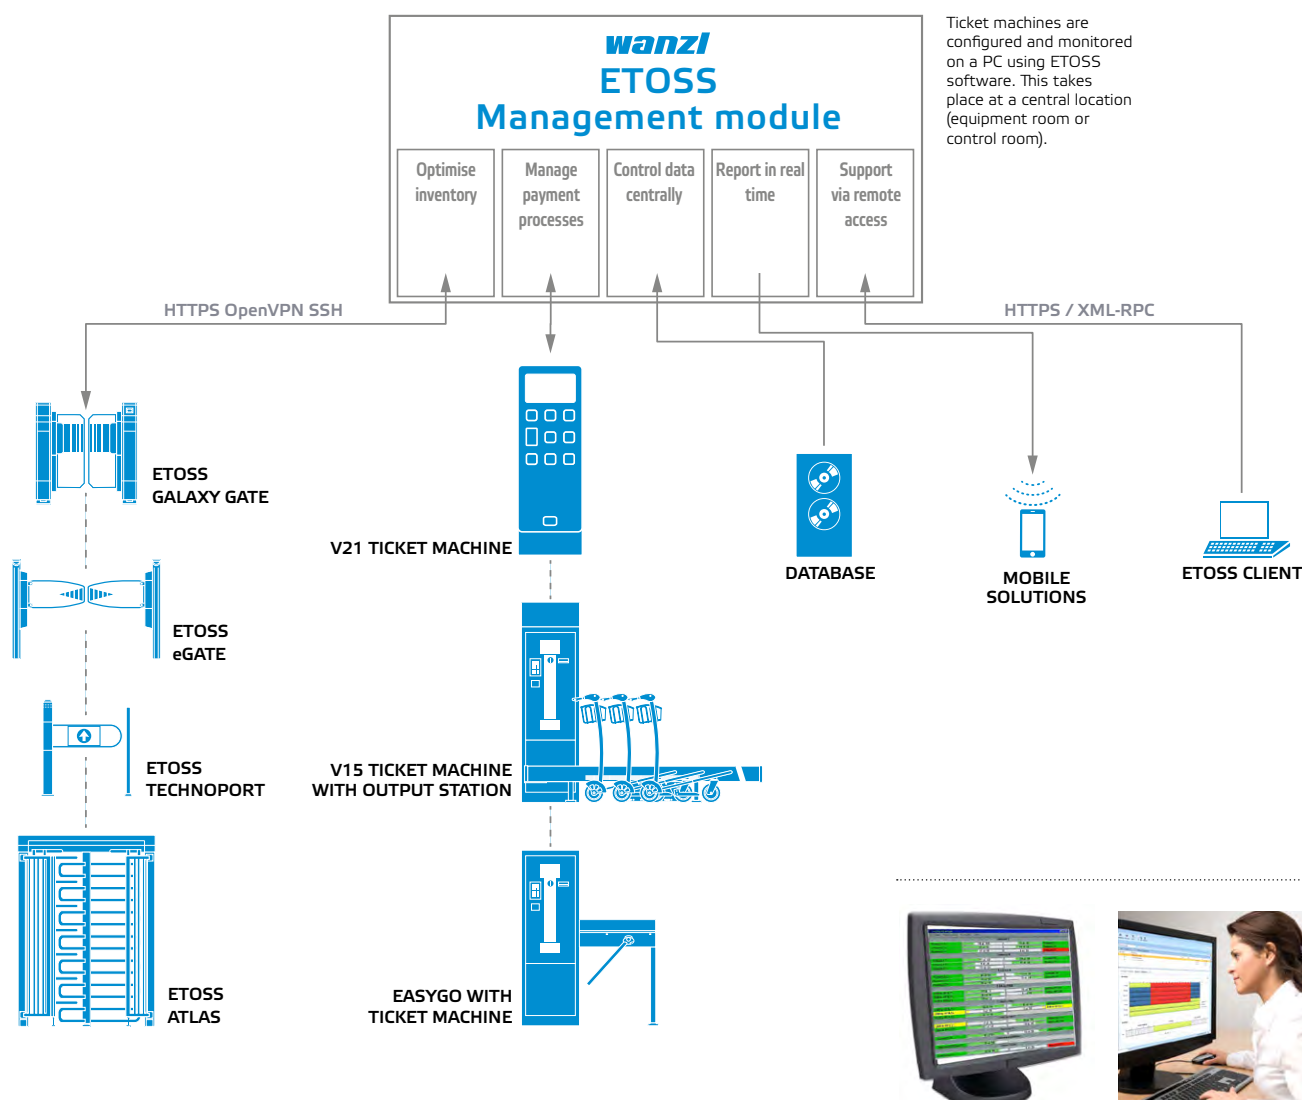 wanzl
ETOSS
Management module
Ticket machines are
configured and monitored
on a PC using ETOSS
software. This takes
place at a central location
(equipment room or
control room).
Optimise
inventory
Manage
payment
processes
Control data
centrally
Report in real
time
Support
via remote
access
HTTPS OpenVPN SSH
HTTPS / XML-RPC
ETOSS
GALAXY GATE
V21 TICKET MACHINE
DATABASE
MOBILE
SOLUTIONS
ETOSS CLIENT
ETOSS
eGATE
ETOSS
TECHNOPORT
V15 TICKET MACHINE
WITH OUTPUT STATION
ETOSS
ATLAS
EASYGO WITH
TICKET MACHINE